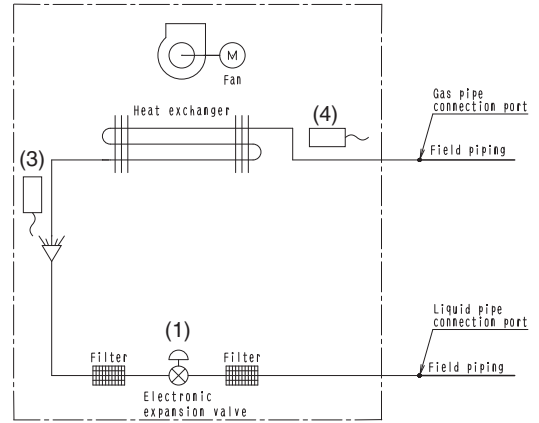 M
Fan
Heat exchanger
(4)
Gas pipe
connection port
Field piping
(3)
Liquid pipe
connection port
(1)
Filter
Filter
Field piping
Electronic
expansion valve